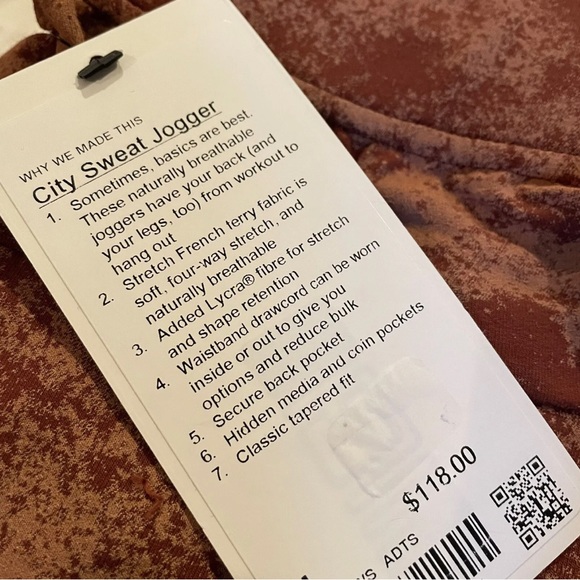 WHY WE MADE THIS
City Sweat Jogger
1. Sometimes, basics are best.
These naturally breathable
joggers have your back (and
your legs, too) from workout to
hang out
2. Stretch French terry fabric is
soft, four-way stretch, and
naturally breathable
3. Added Lycra® fibre for stretch
and shape retention
4. Waistband drawcord can be worn
inside or out to give you
options and reduce bulk
5. Secure back pocket
6. Hidden media and coin pockets
7. Classic tapered fit
$118.00
ADTS